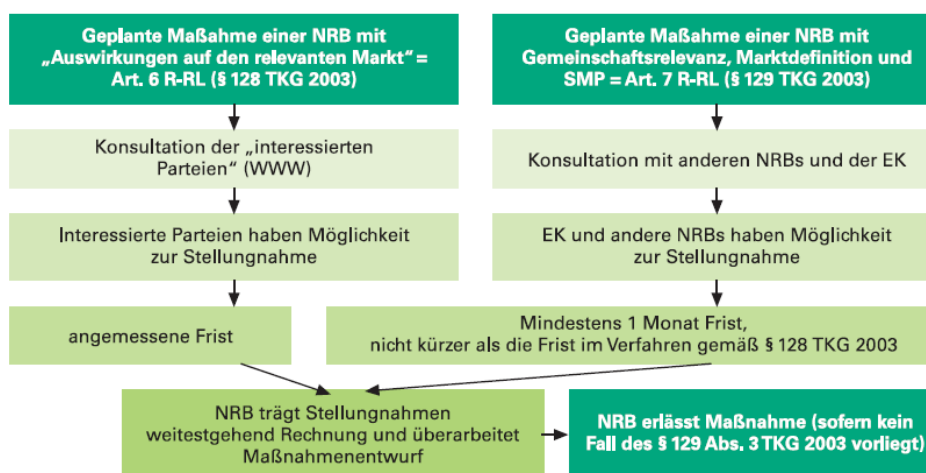 Geplante Maßahme einer NRB mit
„Auswirkungen auf den relevanten Markt“ =
Art. 6 R-RL (§ 128 TKG 2003)
Konsultation der „interessierten
Parteien“ (WWW)
Interessierte Parteien haben Möglichkeit
zur Stellungnahme
angemessene Frist
Geplante Maßahme einer NRB mit
Gemeinschaftsrelevanz, Marktdefinition und
SMP = Art. 7 R-RL (§ 129 TKG 2003)
Konsultation mit anderen NRBs und der EK
EK und andere NRBs haben Möglichkeit
zur Stellungnahme
Mindestens 1 Monat Frist,
nicht kürzer als die Frist im Verfahren gemäß § 128 TKG 2003
NRB trägt Stellungnahmen
weitestgehend Rechnung und überarbeitet
Maßnahmenentwurf
NRB erlässt Maßnahme (sofern kein
Fall des § 129 Abs. 3 TKG 2003 vorliegt)